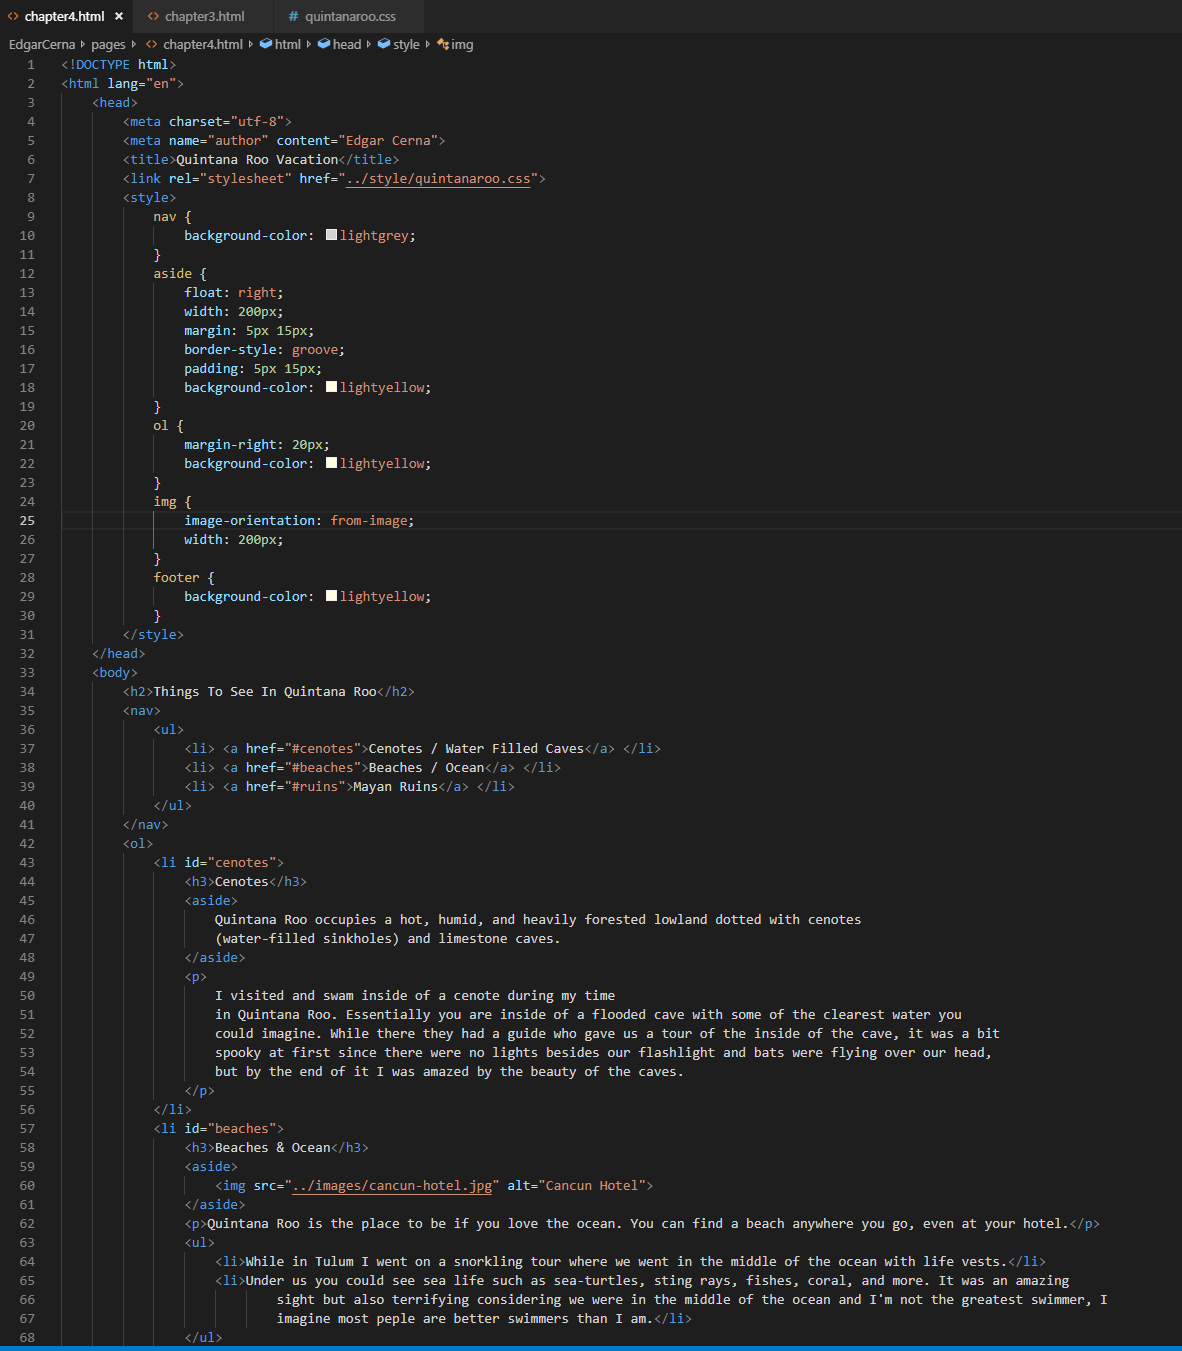 chapter4.html × chapter3.html # quintanaroo.css
EdgarCerna pages chapter4.html html head style img
1 <!DOCTYPE html>
2 <html lang="en">
3 <head>
4 <meta charset="utf-8">
5 <meta name="author" content="Edgar Cerna">
6 <title>Quintana Roo Vacation</title>
7 <link rel="stylesheet" href="../style/quintanaroo.css">
8 <style>
9 nav {
10 background-color: lightgrey;
11 }
12 aside {
13 float: right;
14 width: 200px;
15 margin: 5px 15px;
16 border-style: groove;
17 padding: 5px 15px;
18 background-color: lightyellow;
19 }
20 ol {
21 margin-right: 20px;
22 background-color: lightyellow;
23 }
24 img {
25 image-orientation: from-image;
26 width: 200px;
27 }
28 footer {
29 background-color: lightyellow;
30 }
31 </style>
32 </head>
33 <body>
34 <h2>Things To See In Quintana Roo</h2>
35 <nav>
36 <ul>
37 <li> <a href="#cenotes">Cenotes / Water Filled Caves</a> </li>
38 <li> <a href="#beaches">Beaches / Ocean</a> </li>
39 <li> <a href="#ruins">Mayan Ruins</a> </li>
40 </ul>
41 </nav>
42 <ol>
43 <li id="cenotes">
44 <h3>Cenotes</h3>
45 <aside>
46 Quintana Roo occupies a hot, humid, and heavily forested lowland dotted with cenotes
47 (water-filled sinkholes) and limestone caves.
48 </aside>
49 <p>
50 I visited and swam inside of a cenote during my time
51 in Quintana Roo. Essentially you are inside of a flooded cave with some of the clearest water you
52 could imagine. While there they had a guide who gave us a tour of the inside of the cave, it was a bit
53 spooky at first since there were no lights besides our flashlight and bats were flying over our head,
54 but by the end of it I was amazed by the beauty of the caves.
55 </p>
56 </li>
57 <li id="beaches">
58 <h3>Beaches & Ocean</h3>
59 <aside>
60 <img src="../images/cancun-hotel.jpg" alt="Cancun Hotel">
61 </aside>
62 <p>Quintana Roo is the place to be if you love the ocean. You can find a beach anywhere you go, even at your hotel.</p>
63 <ul>
64 <li>While in Tulum I went on a snorkling tour where we went in the middle of the ocean with life vests.</li>
65 <li>Under us you could see sea life such as sea-turtles, sting rays, fishes, coral, and more. It was an amazing
66 sight but also terrifying considering we were in the middle of the ocean and I'm not the greatest swimmer, I
67 imagine most peple are better swimmers than I am.</li>
68 </ul>